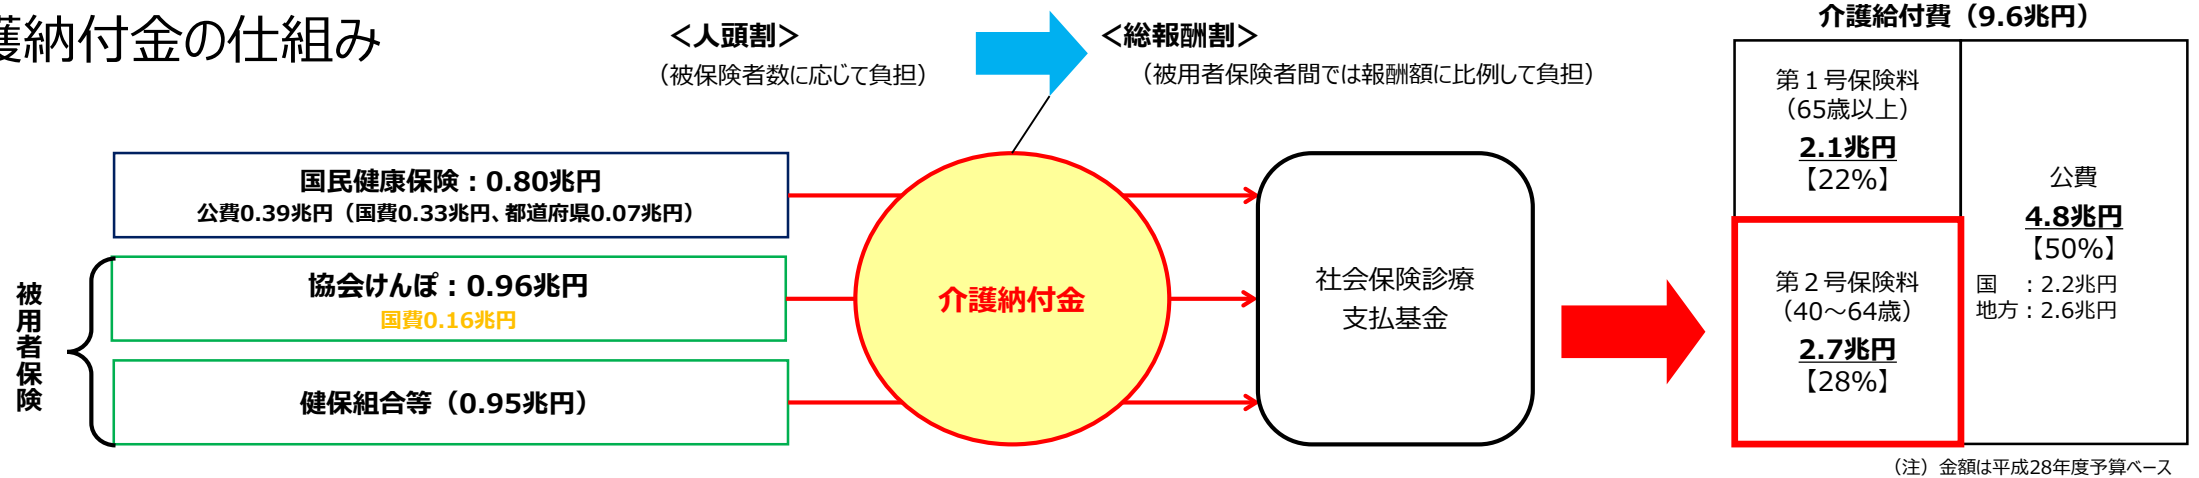 護納付金の仕組み
＜人頭割＞
（被保険者数に応じて負担）
＜総報酬割＞
（被用者保険者間では報酬額に比例して負担）
国民健康保険：0.80兆円
公費0.39兆円（国費0.33兆円、都道府県0.07兆円）
被用者保険
協会けんぽ：0.96兆円
国費0.16兆円
健保組合等（0.95兆円）
介護納付金
社会保険診療
支払基金
介護給付費（9.6兆円）
第１号保険料
（65歳以上）
2.1兆円
【22%】
第２号保険料
（40～64歳）
2.7兆円
【28%】
公費
4.8兆円
【50%】
国　：2.2兆円
地方：2.6兆円
（注）金額は平成28年度予算ベース